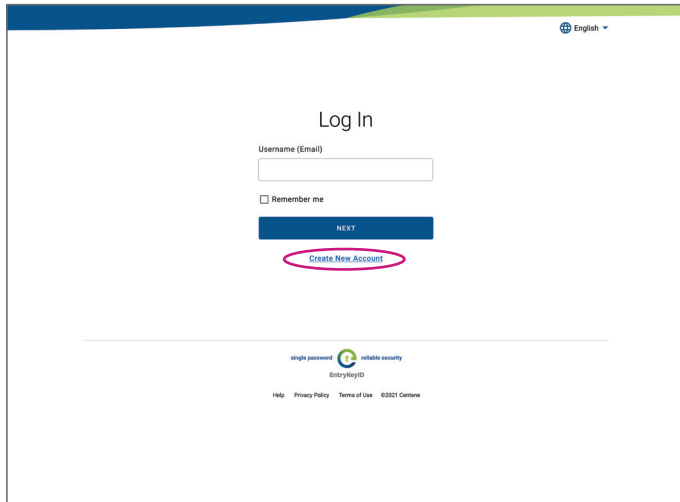 English
Log In
Username (Email)
Remember me
NEXT
Create New Account
single password reliable security
EntryKeyID
Help Privacy Policy Terms of Use ©2021 Centene